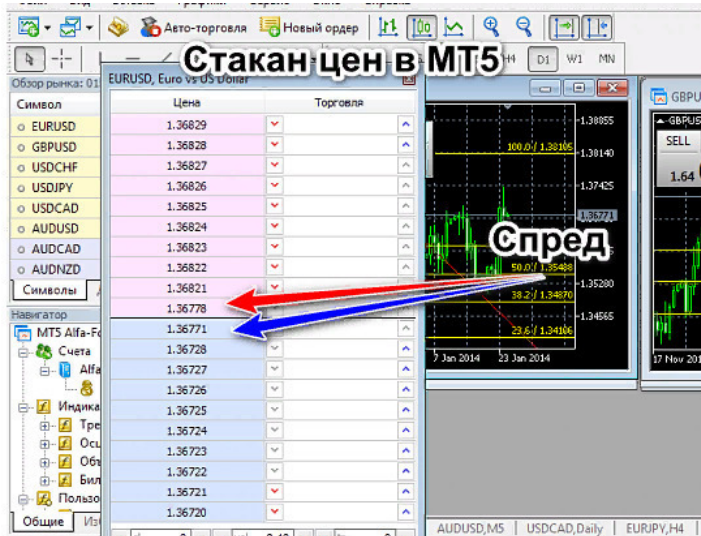 Авто-торговля
Новый ордер
Стакан цен в МТ5
H4 D1 W1 MN
Обзор рынка: 01
EURUSD, Euro vs US Dollar
Символ
EURUSD
GBPUSD
USDCHF
USDJPY
USDCAD
AUDUSD
AUDCAD
AUDNZD
Символы
Навигатор
MT5 Alfa-Fo
Счета
Alfa
Индика
Тре
Осц
Объ
Бил
Пользо
Общие Из
Цена Торговля
1.36829
1.36828
1.36827
1.36826
1.36825
1.36824
1.36823
1.36822
1.36821
1.36778
1.36771
1.36728
1.36727
1.36726
1.36725
1.36724
1.36723
1.36722
1.36721
1.36720
Спред
100.0 / 1.38105
50.0 / 1.35488
38.2 / 1.34870
23.6 / 1.34106
1.38855
1.38140
1.37425
1.36771
1.35280
1.34565
7 Jan 2014 23 Jan 2014
GBPU
GBPUS
SELL
1.64
17 Nov 201
AUDUSD,M5 USDCAD,Daily EURJPY,H4